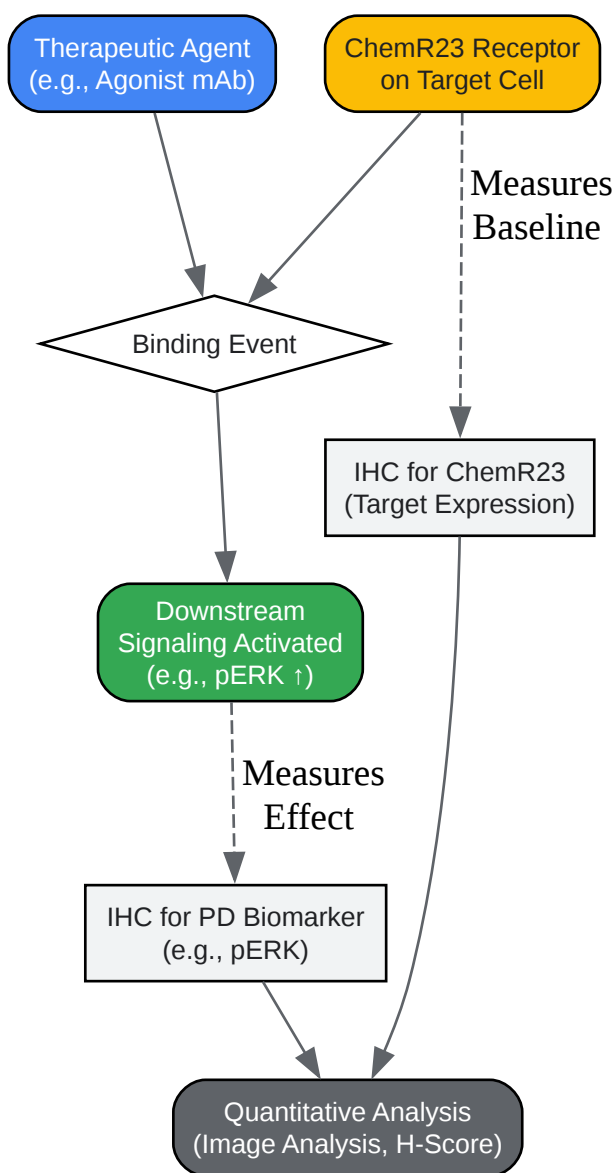 Therapeutic Agent
(e.g., Agonist mAb)
ChemR23 Receptor
on Target Cell
Measures
Baseline
Binding Event
IHC for ChemR23
(Target Expression)
Downstream
Signaling Activated
(e.g., pERK ↑)
Measures
Effect
IHC for PD Biomarker
(e.g., pERK)
Quantitative Analysis
(Image Analysis, H-Score)